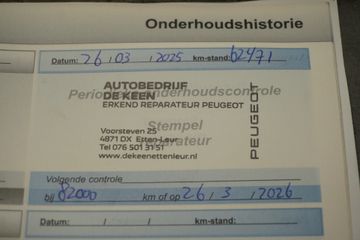 Onderhoudshistorie
Datum: 26 / 03 / 2025 km-stand: 62471
Periodieke onderhoudscontrole
AUTOBEDRIJF
DE KEEN
ERKEND REPARATEUR PEUGEOT
Stempel
reparateur
Voorsteven 25
4871 DX Etten-Leur
Tel 076 501 31 51
www.dekeenettenleur.nl
PEUGEOT
Volgende controle
bij 82000 km of op 26 / 3 / 2026
Datum: / / km-stand: